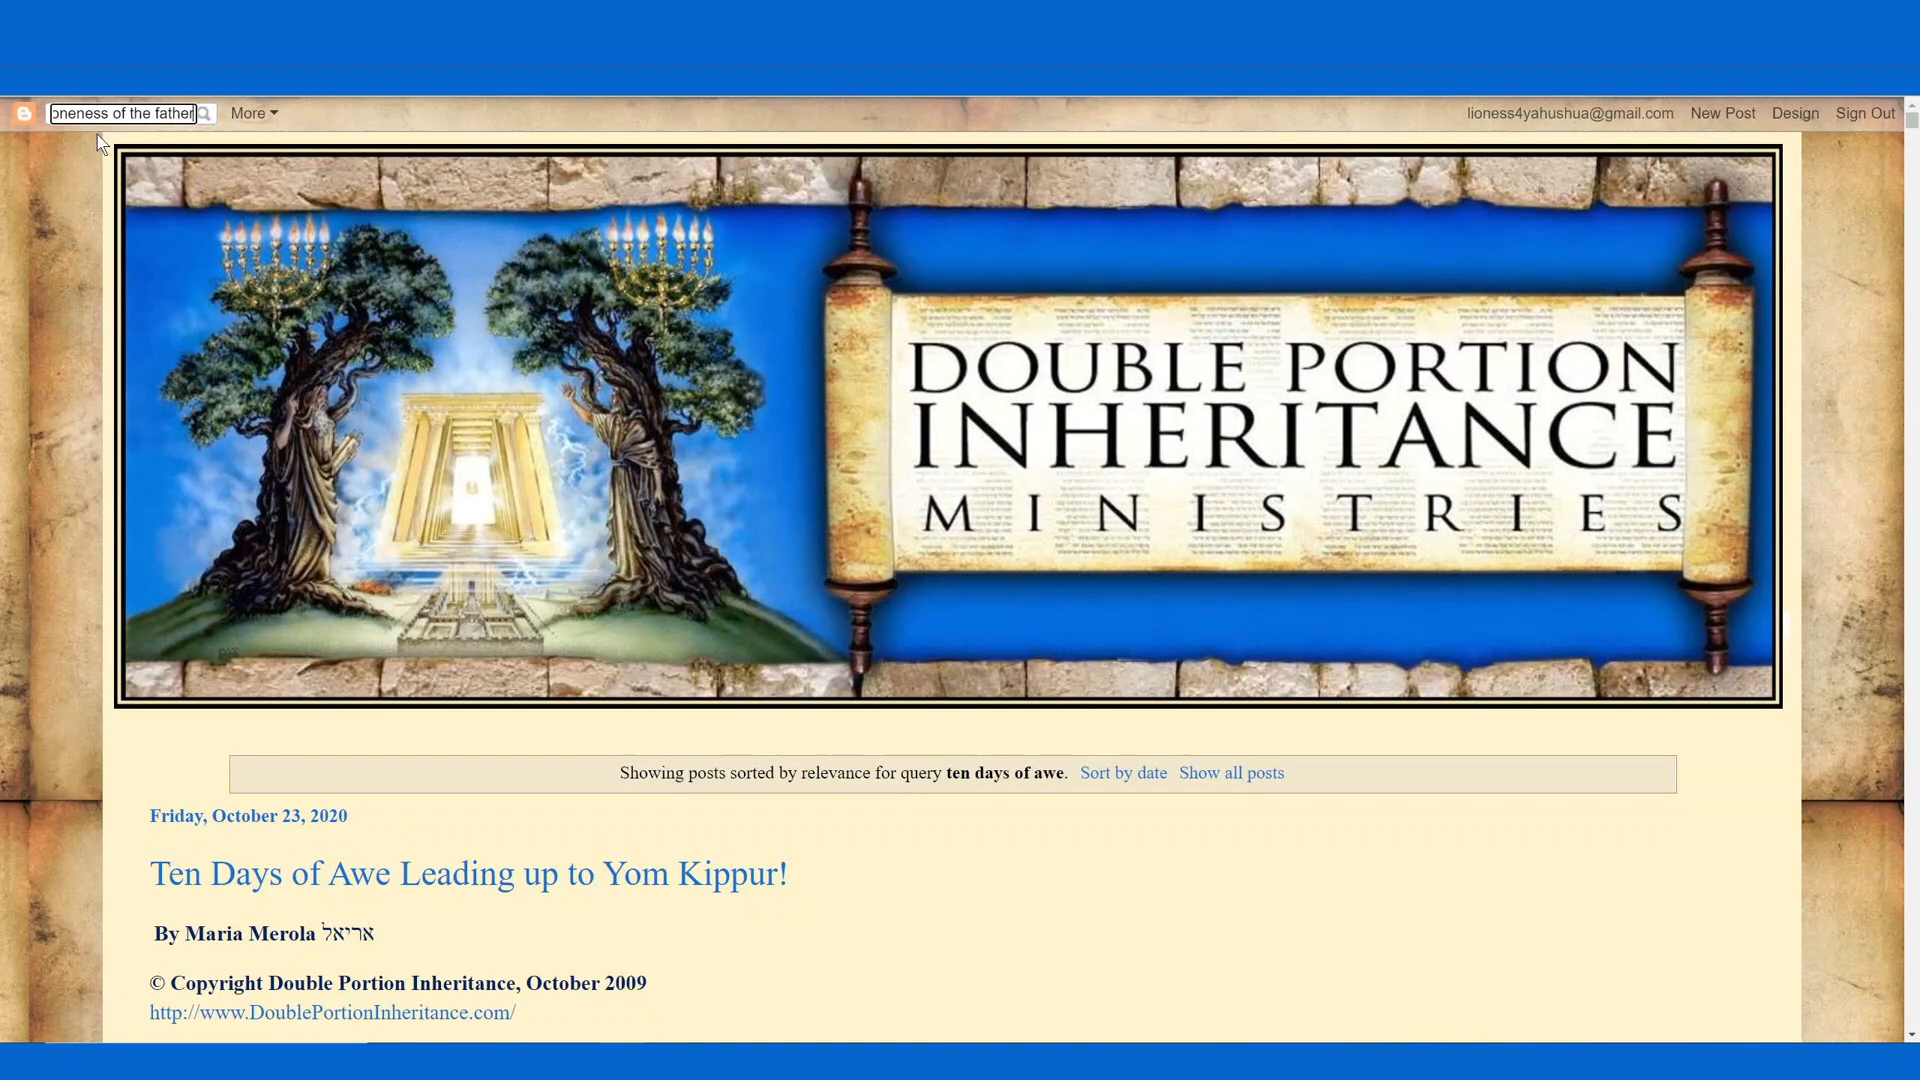 oneness of the father
More
lioness4yahushua@gmail.com New Post Design Sign Out
DOUBLE PORTION
INHERITANCE
MINISTRIES
Showing posts sorted by relevance for query ten days of awe. Sort by date Show all posts
Friday, October 23, 2020
Ten Days of Awe Leading up to Yom Kippur!
By Maria Merola אריאל
© Copyright Double Portion Inheritance, October 2009
http://www.DoublePortionInheritance.com/